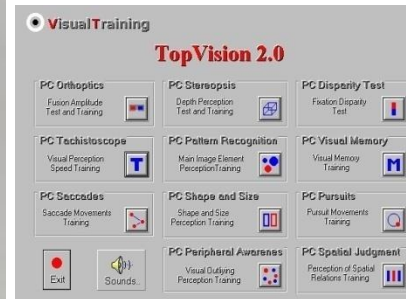 VisualTraining
TopVision 2.0
PC Orthoptics
Fusion Amplitude
Test and Training
PC Stereopsis
Depth Perception
Test and Training
PC Disparity Test
Fixation Disparity
Test
PC Tachistoscope
Visual Perception
Speed Training
T
PC Pattern Recognition
Main Image Element
PerceptionTraining
PC Visual Memory
Visual Memory
Training
M
PC Saccades
Saccade Movements
Training
PC Shape and Size
Shape and Size
Perception Training
PC Pursuits
Pursuit Movements
Training
Exit
Sounds..
PC Peripheral Awarenes
Visual Outlying
Perception Training
PC Spatial Judgment
Perception of Spatial
Relations Training